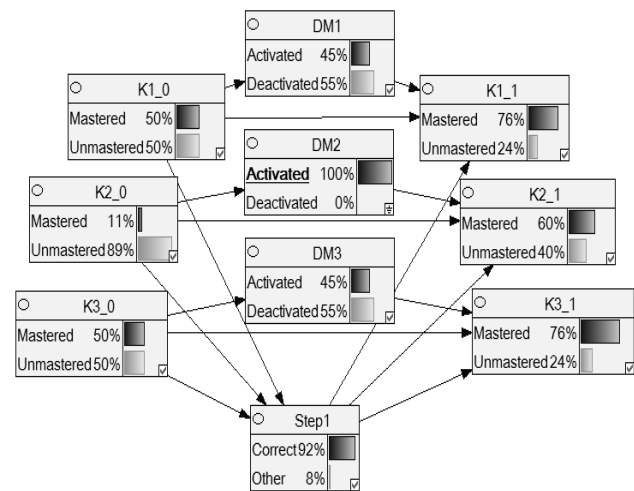 DM1
Activated 45%
Deactivated 55%
K1_0
Mastered 50%
Unmastered 50%
K1_1
Mastered 76%
Unmastered 24%
DM2
Activated 100%
Deactivated 0%
K2_0
Mastered 11%
Unmastered 89%
K2_1
Mastered 60%
Unmastered 40%
DM3
Activated 45%
Deactivated 55%
K3_0
Mastered 50%
Unmastered 50%
K3_1
Mastered 76%
Unmastered 24%
Step1
Correct 92%
Other 8%